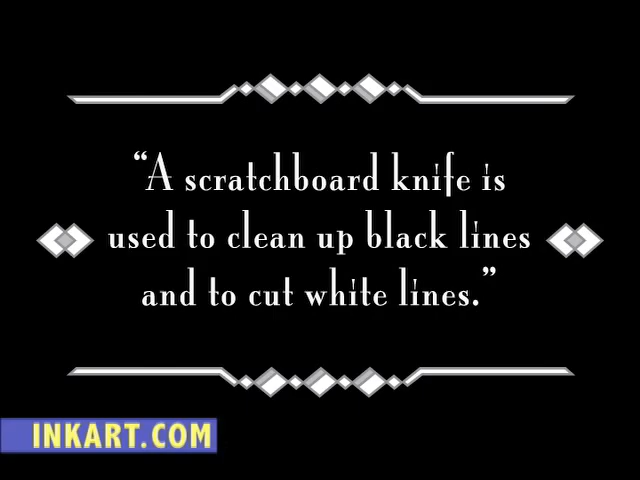 “A scratchboard knife is
used to clean up black lines
and to cut white lines.”
INKART.COM